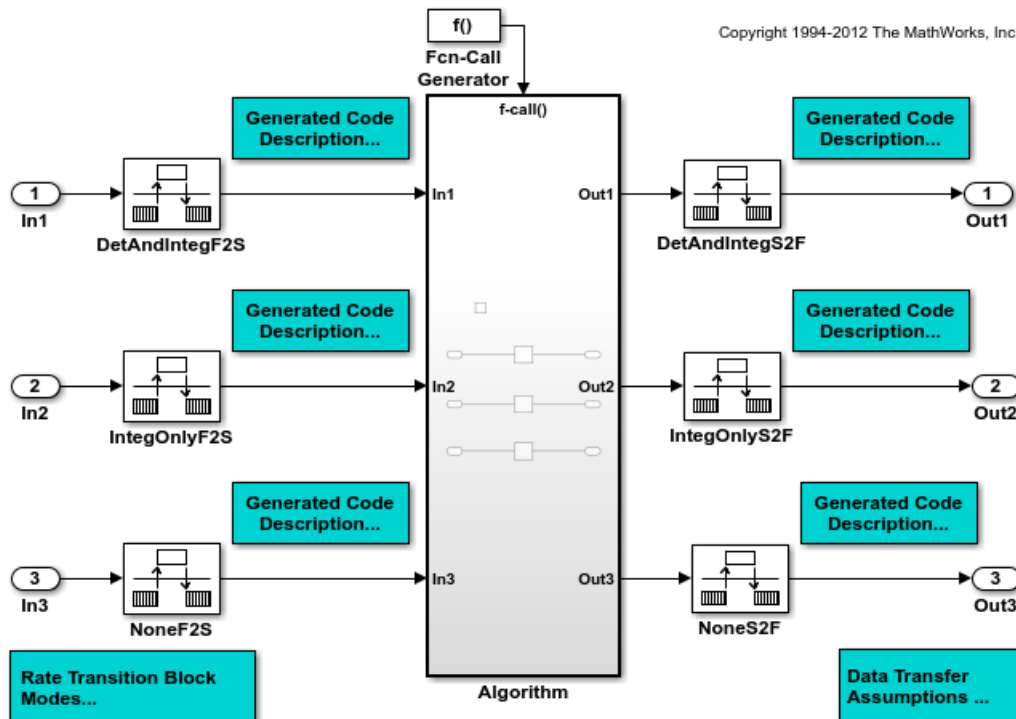 f()
Copyright 1994-2012 The MathWorks, Inc
Fcn-Call
Generator
f-call()
Generated Code
Description...
Generated Code
Description...
1
In1
DetAndIntegF2S
In1
Out1
DetAndIntegS2F
1
Out1
Generated Code
Description...
Generated Code
Description...
2
In2
IntegOnlyF2S
In2
Out2
IntegOnlyS2F
2
Out2
Generated Code
Description...
Generated Code
Description...
3
In3
NoneF2S
In3
Out3
NoneS2F
3
Out3
Rate Transition Block
Modes...
Algorithm
Data Transfer
Assumptions ...